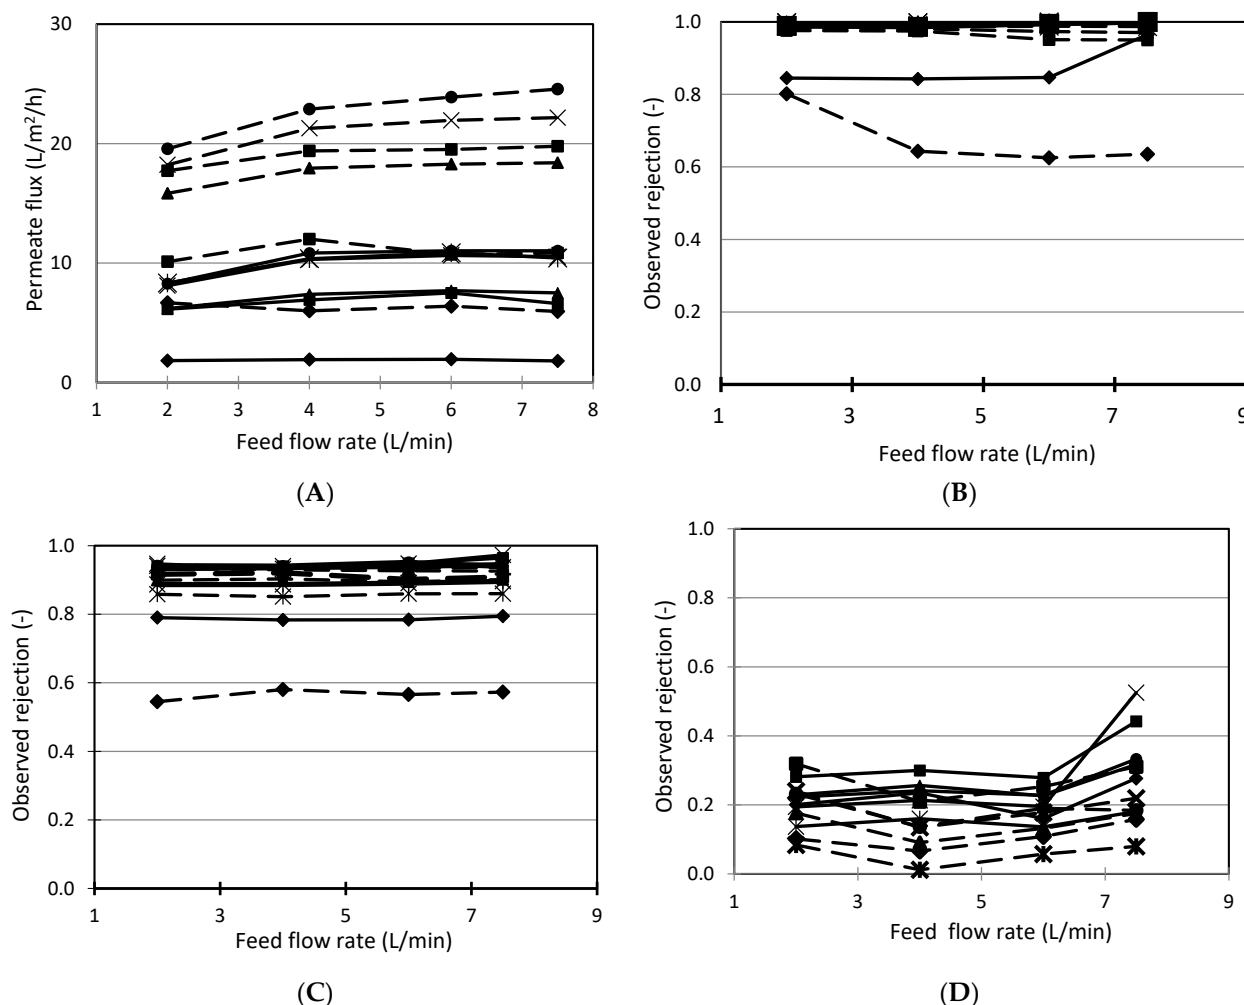 30
20
10
0
Permeate flux (L/m²/h)
1 2 3 4 5 6 7 8
Feed flow rate (L/min)
(A)
1.0
0.8
0.6
0.4
0.2
0.0
Observed rejection (-)
1 3 5 7 9
Feed flow rate (L/min)
(B)
1.0
0.8
0.6
0.4
0.2
0.0
Observed rejection (-)
1 3 5 7 9
Feed flow rate (L/min)
(C)
1.0
0.8
0.6
0.4
0.2
0.0
Observed rejection (-)
1 3 5 7 9
Feed flow rate (L/min)
(D)